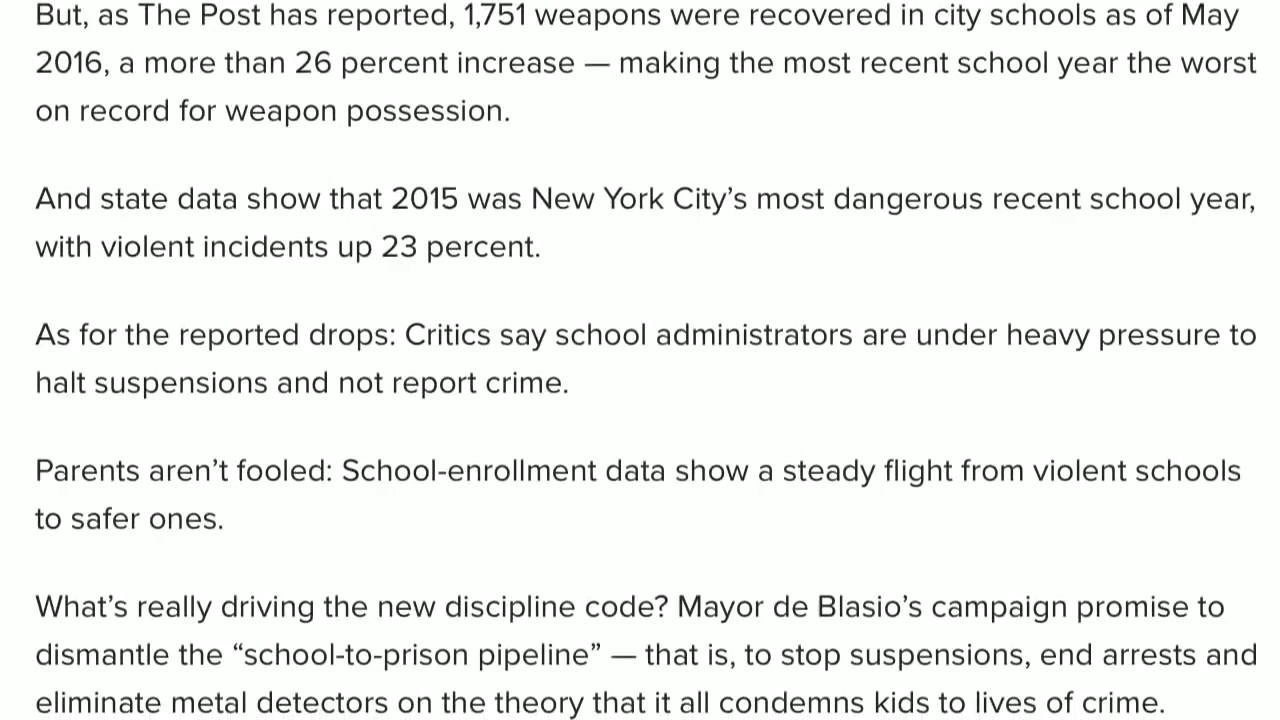 But, as The Post has reported, 1,751 weapons were recovered in city schools as of May
2016, a more than 26 percent increase — making the most recent school year the worst
on record for weapon possession.
And state data show that 2015 was New York City’s most dangerous recent school year,
with violent incidents up 23 percent.
As for the reported drops: Critics say school administrators are under heavy pressure to
halt suspensions and not report crime.
Parents aren’t fooled: School-enrollment data show a steady flight from violent schools
to safer ones.
What’s really driving the new discipline code? Mayor de Blasio’s campaign promise to
dismantle the “school-to-prison pipeline” — that is, to stop suspensions, end arrests and
eliminate metal detectors on the theory that it all condemns kids to lives of crime.